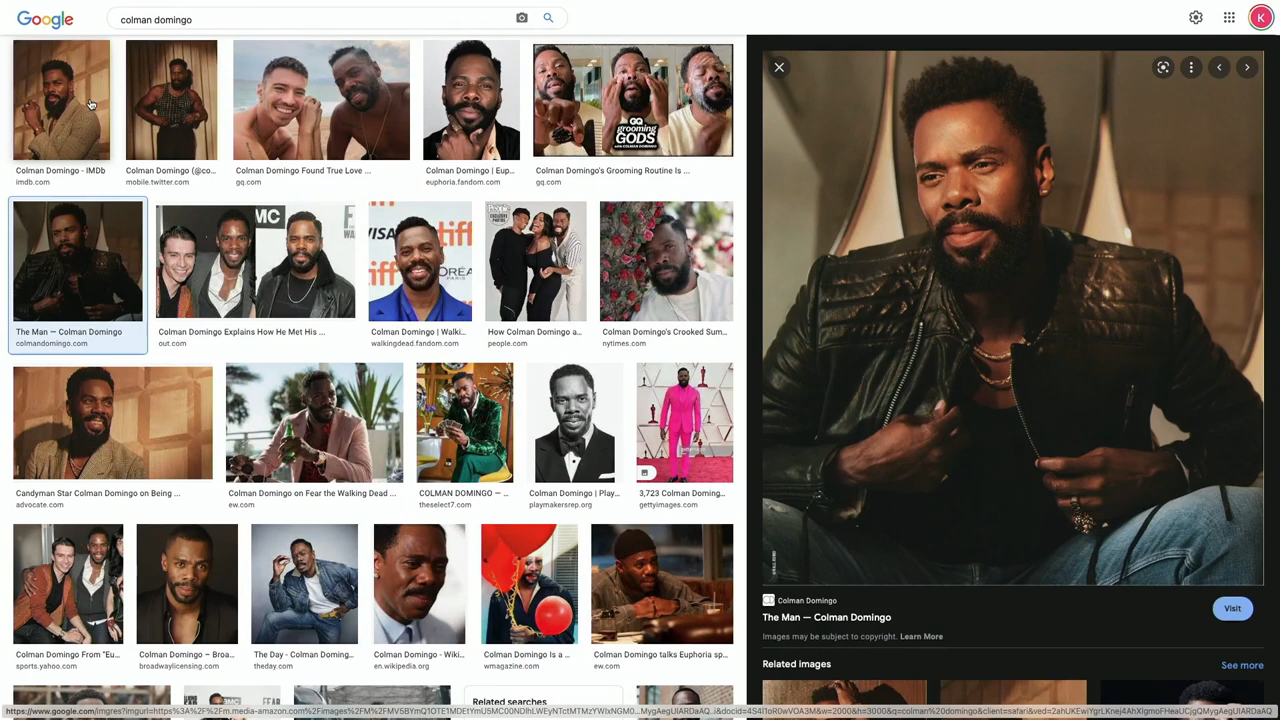 Google
colman domingo
K
GQ
grooming
GODS
WITH COLMAN DOMINGO
Colman Domingo - IMDb
imdb.com
Colman Domingo (@co...
mobile.twitter.com
Colman Domingo Found True Love ...
gq.com
Colman Domingo | Eup...
euphoria.fandom.com
Colman Domingo's Grooming Routine Is ...
gq.com
MC
VISA
tiff
ORÉA
PARIS
The Man — Colman Domingo
colmandomingo.com
Colman Domingo Explains How He Met His ...
out.com
Colman Domingo | Walki...
walkingdead.fandom.com
How Colman Domingo a...
people.com
Colman Domingo's Crooked Sum...
nytimes.com
Candyman Star Colman Domingo on Being ...
advocate.com
Colman Domingo on Fear the Walking Dead ...
ew.com
COLMAN DOMINGO — ...
theselect7.com
Colman Domingo | Play...
playmakersrep.org
3,723 Colman Doming...
gettyimages.com
Colman Domingo From "Eu...
sports.yahoo.com
Colman Domingo – Broa...
broadwaylicensing.com
The Day - Colman Doming...
theday.com
Colman Domingo - Wiki...
en.wikipedia.org
Colman Domingo Is a ...
wmagazine.com
Colman Domingo talks Euphoria sp...
ew.com
Related searches
Colman Domingo
The Man — Colman Domingo
Visit
Images may be subject to copyright. Learn More
Related images
See more